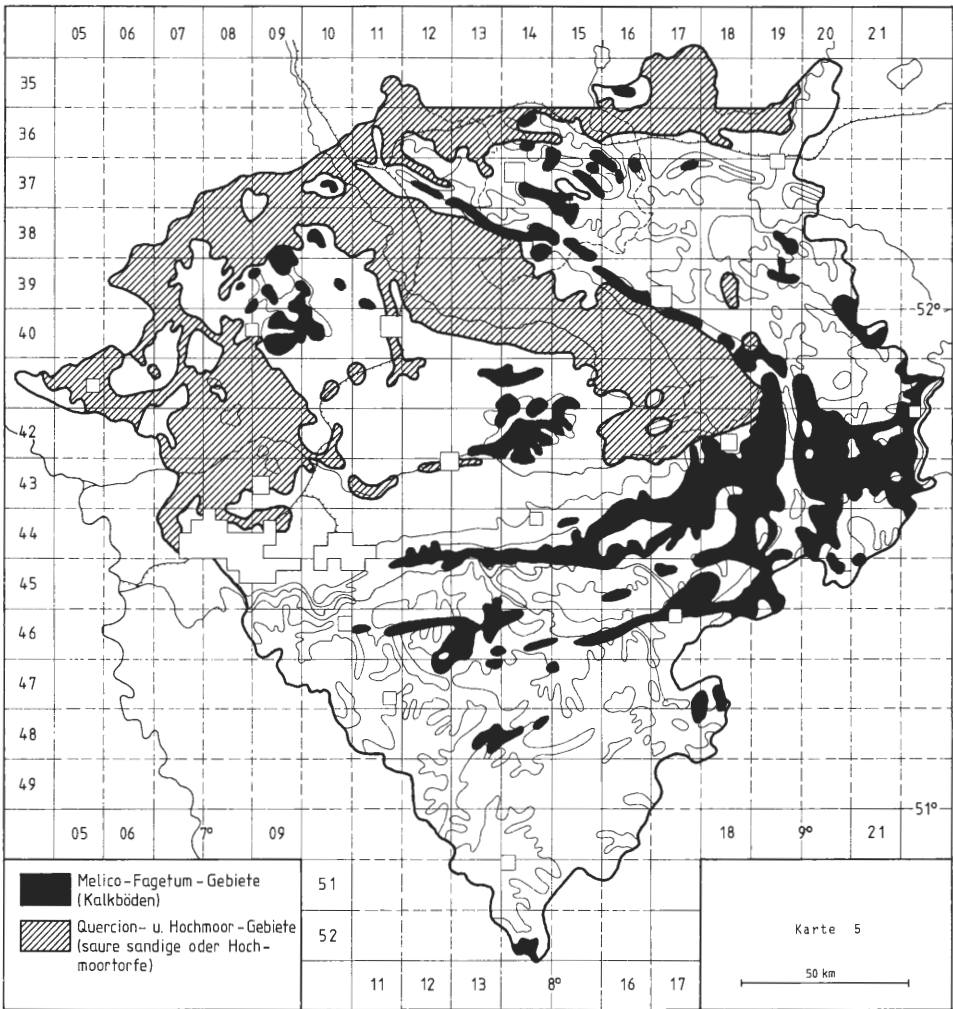 05 06 07 08 09 10 11 12 13 14 15 16 17 18 19 20 21
35
36
37
38
39
52°
40
42
43
44
45
46
47
48
49
51°
05 06 7° 09 18 9° 21
Melico-Fagetum-Gebiete
(Kalkböden)
Quercion- u. Hochmoor-Gebiete
(saure sandige oder Hoch-
moortorfe)
51
52
Karte 5
50 km
11 12 13 8° 16 17